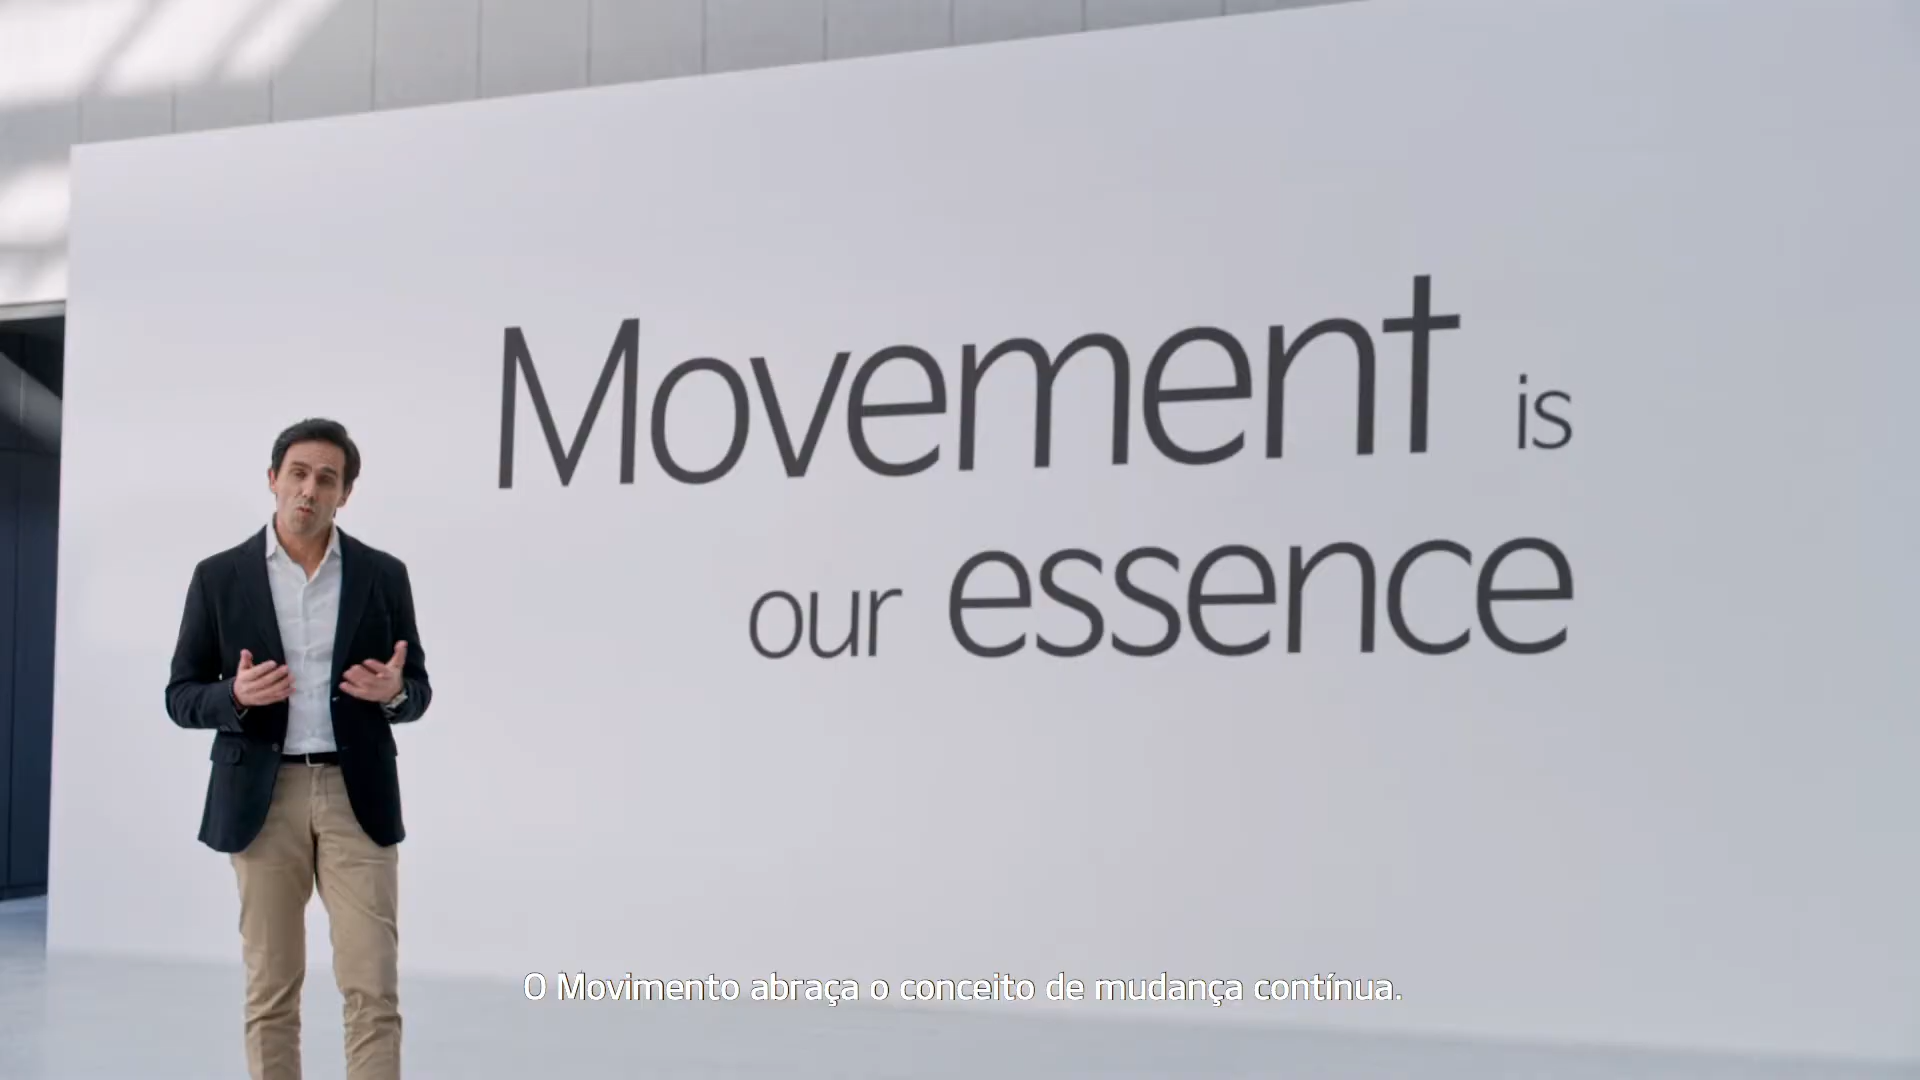 Movement is
our essence
O Movimento abraça o conceito de mudança contínua.